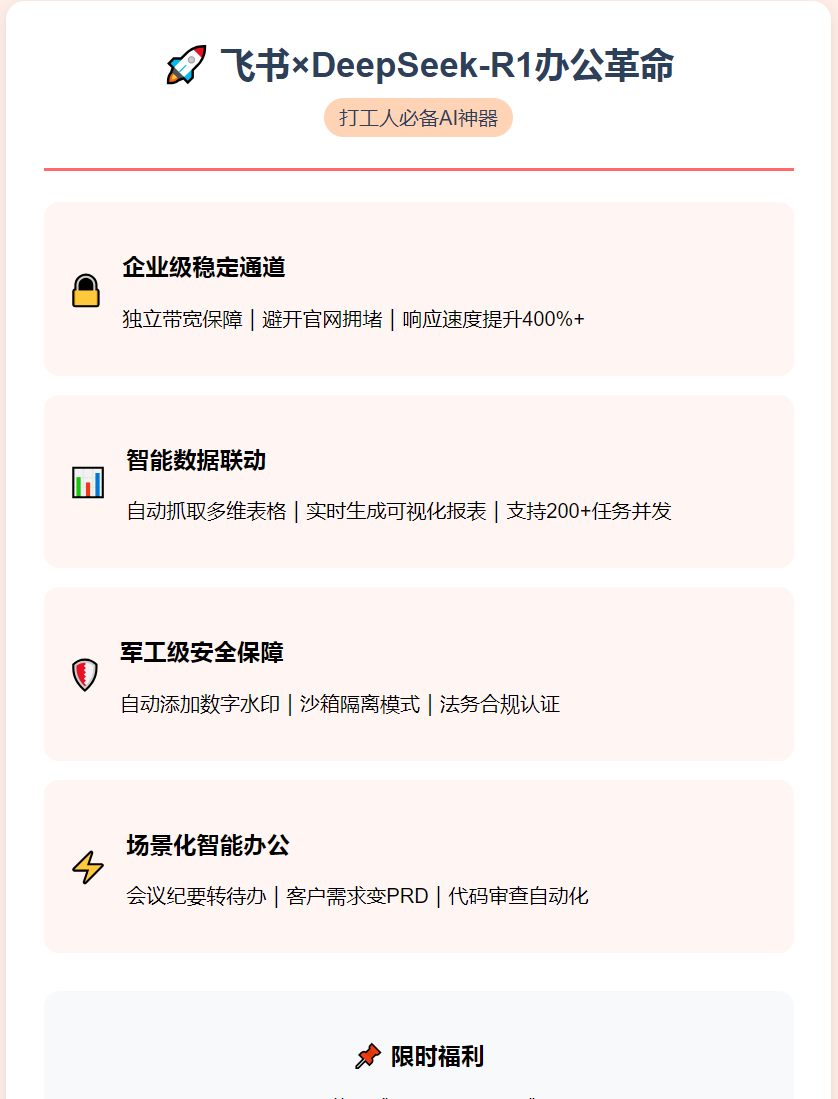 飞书×DeepSeek-R1办公革命
打工人必备AI神器
企业级稳定通道
独立带宽保障｜避开官网拥堵｜响应速度提升400%+
智能数据联动
自动抓取多维表格｜实时生成可视化报表｜支持200+任务并发
军工级安全保障
自动添加数字水印｜沙箱隔离模式｜法务合规认证
场景化智能办公
会议纪要转待办｜客户需求变PRD｜代码审查自动化
限时福利